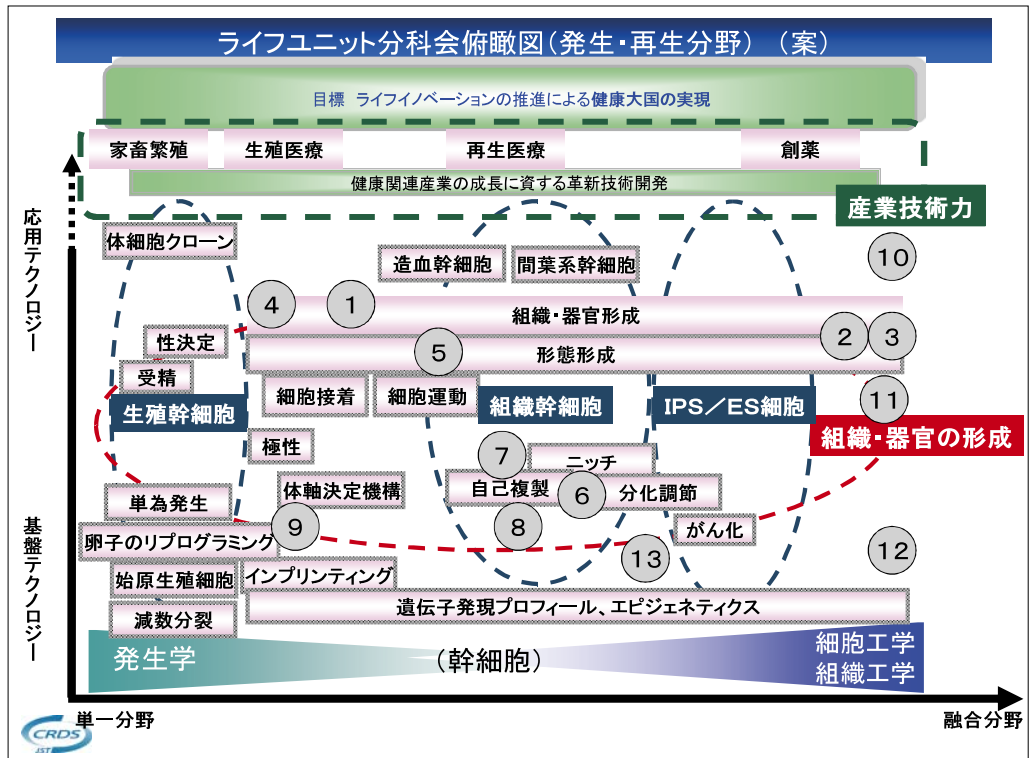 ライフユニット分科会俯瞰図（発生・再生分野）（案）
目標 ライフイノベーションの推進による健康大国の実現
家畜繁殖 生殖医療 再生医療 創薬
健康関連産業の成長に資する革新技術開発
産業技術力
応用テクノロジー
体細胞クローン
造血幹細胞 間葉系幹細胞
10
4 1 組織・器官形成
2 3
性決定 5 形態形成
受精
細胞接着 細胞運動
生殖幹細胞 組織幹細胞 IPS／ES細胞 11
組織・器官の形成
極性
7 ニッチ
体軸決定機構 自己複製 6 分化調節
単為発生
基盤テクノロジー
卵子のリプログラミング 9 8 がん化
13 12
始原生殖細胞 インプリンティング
遺伝子発現プロフィール、エピジェネティクス
減数分裂
発生学 （幹細胞） 細胞工学
組織工学
単一分野 融合分野
CRDS
JST